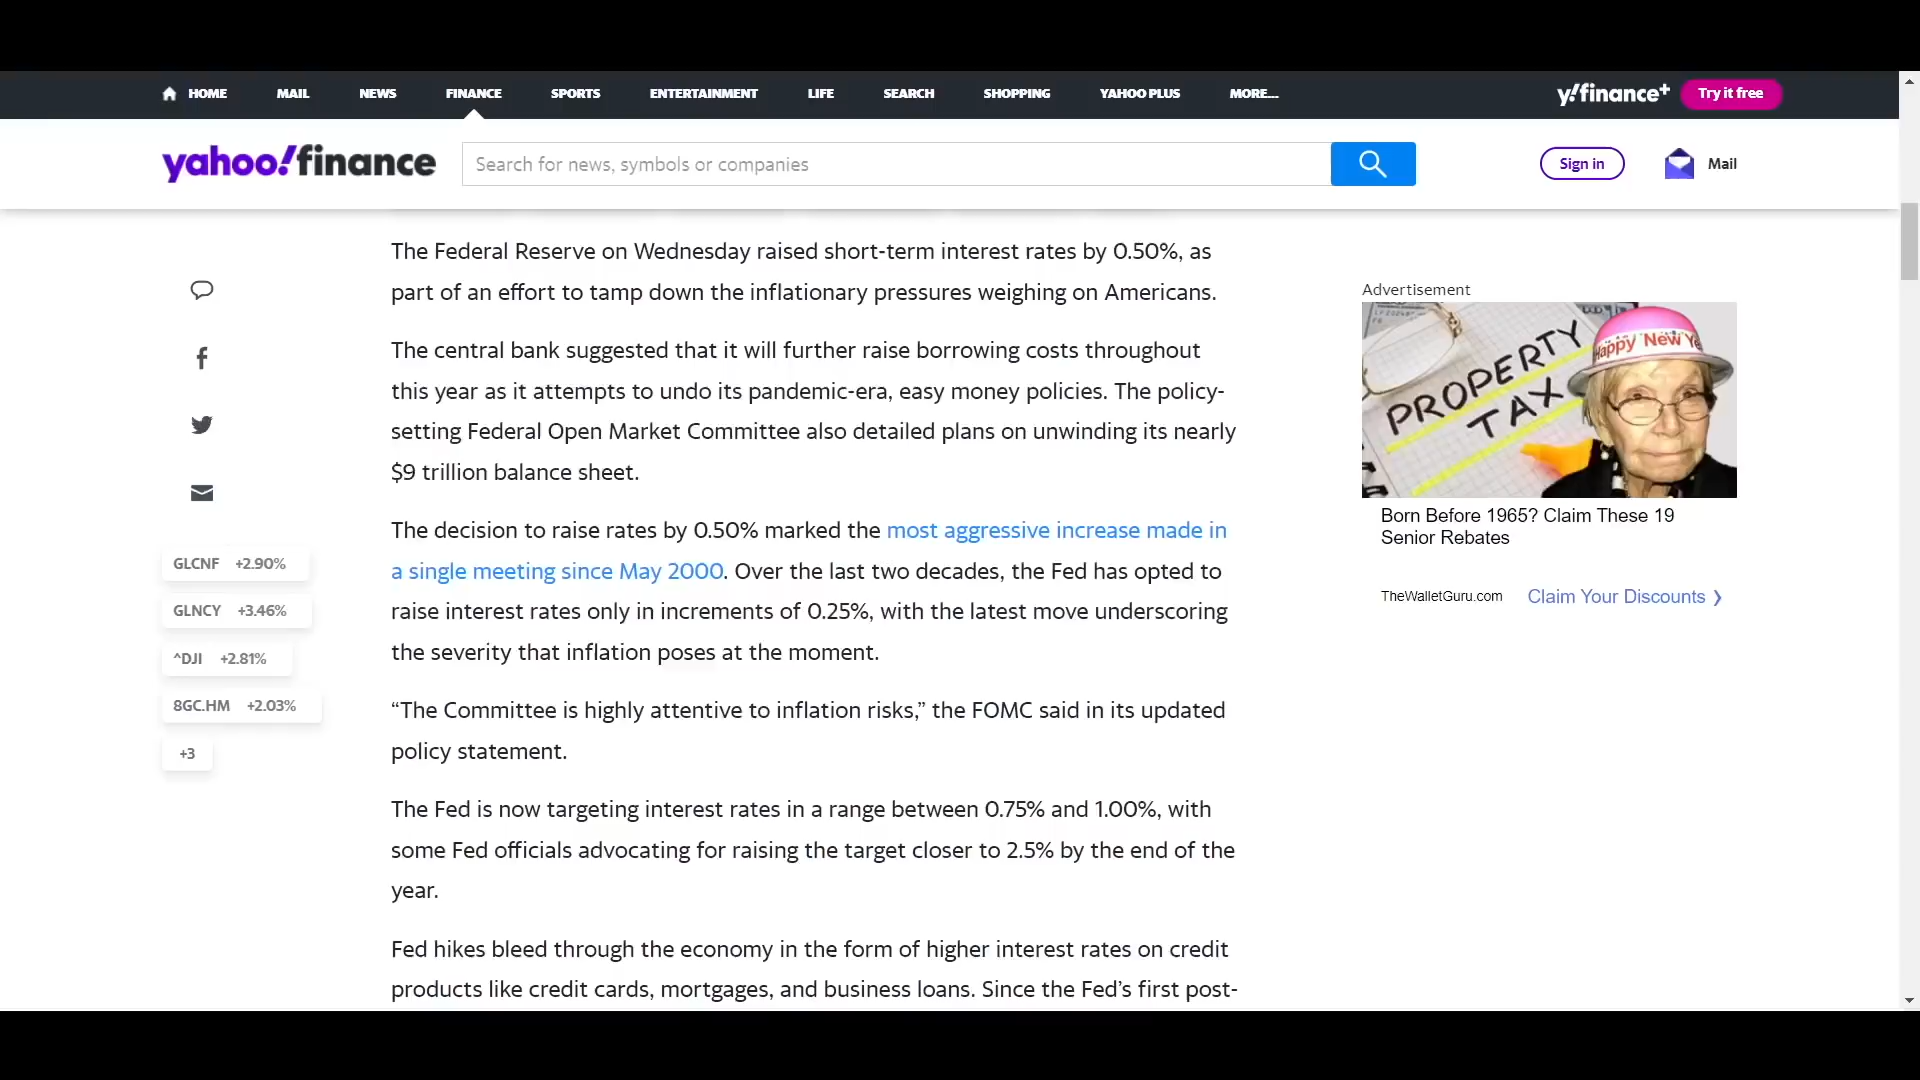 HOME MAIL NEWS FINANCE SPORTS ENTERTAINMENT LIFE SEARCH SHOPPING YAHOO PLUS MORE... y!finance+ Try it free
yahoo!finance Search for news, symbols or companies Sign in Mail
The Federal Reserve on Wednesday raised short-term interest rates by 0.50%, as
part of an effort to tamp down the inflationary pressures weighing on Americans.
The central bank suggested that it will further raise borrowing costs throughout
this year as it attempts to undo its pandemic-era, easy money policies. The policy-
setting Federal Open Market Committee also detailed plans on unwinding its nearly
$9 trillion balance sheet.
The decision to raise rates by 0.50% marked the most aggressive increase made in
a single meeting since May 2000. Over the last two decades, the Fed has opted to
raise interest rates only in increments of 0.25%, with the latest move underscoring
the severity that inflation poses at the moment.
“The Committee is highly attentive to inflation risks,” the FOMC said in its updated
policy statement.
The Fed is now targeting interest rates in a range between 0.75% and 1.00%, with
some Fed officials advocating for raising the target closer to 2.5% by the end of the
year.
Fed hikes bleed through the economy in the form of higher interest rates on credit
products like credit cards, mortgages, and business loans. Since the Fed’s first post-
GLCNF +2.90%
GLNCY +3.46%
^DJI +2.81%
8GC.HM +2.03%
+3
Advertisement
PROPERTY
TAX
Happy New Ye
Born Before 1965? Claim These 19
Senior Rebates
TheWalletGuru.com Claim Your Discounts ❯